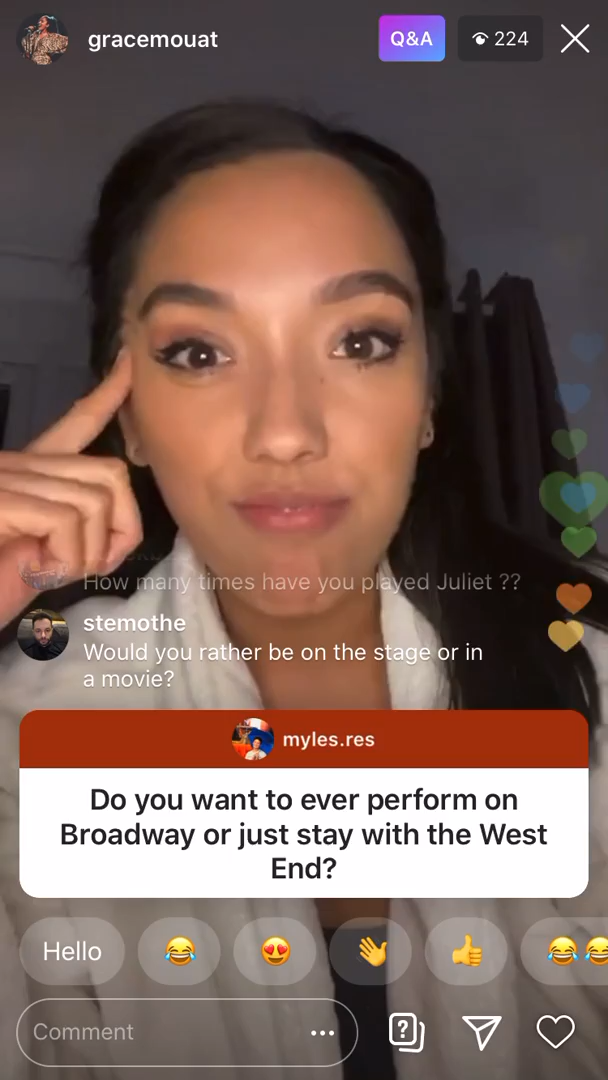 gracemouat
Q&A
224
How many times have you played Juliet ??
stemothe
Would you rather be on the stage or in
a movie?
myles.res
Do you want to ever perform on
Broadway or just stay with the West
End?
Hello
Comment